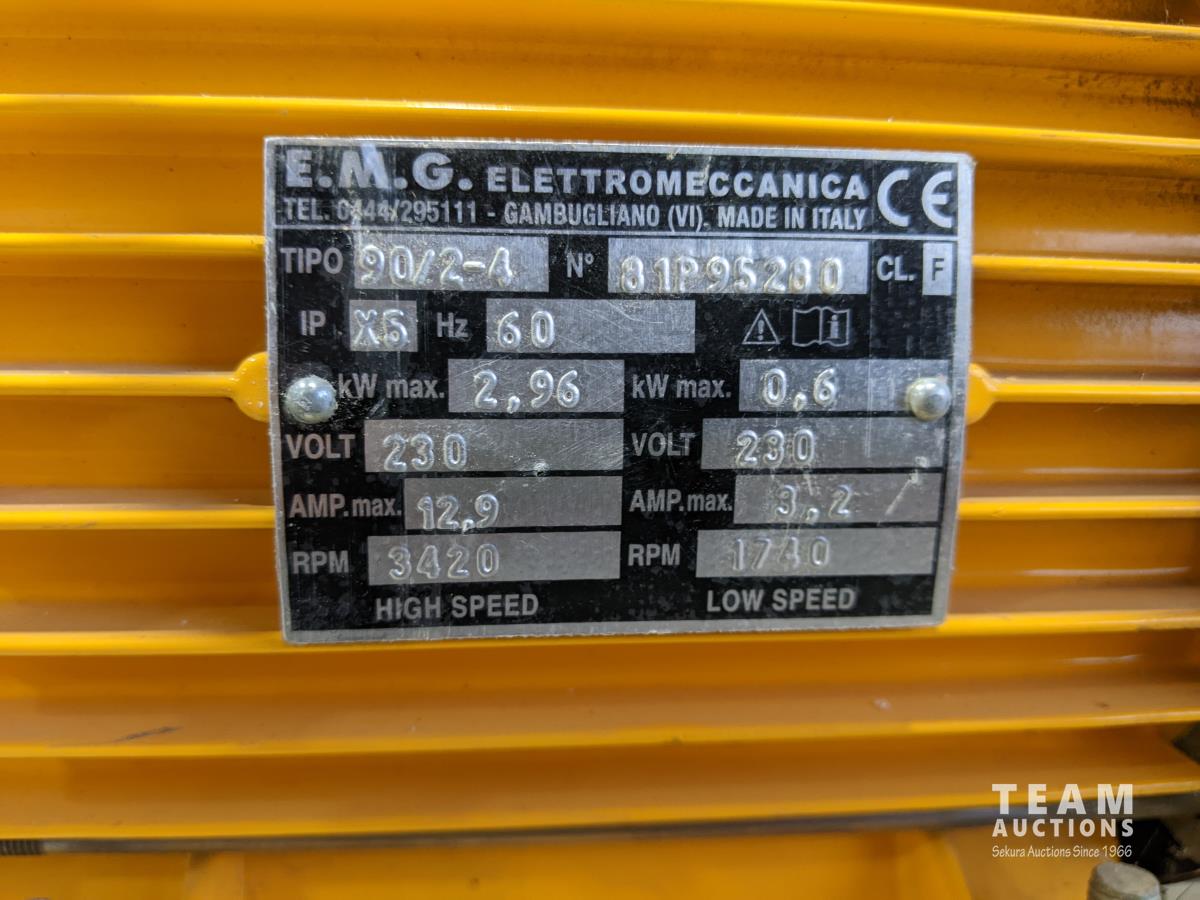 E.M.G. ELETTROMECCANICA CE
TEL. 0444/295111 - GAMBUGLIANO (VI). MADE IN ITALY
TIPO 90/2-4 N° 81P95280 CL. F
IP X5 Hz 60
kW max. 2,96 kW max. 0,6
VOLT 230 VOLT 230
AMP.max. 12,9 AMP.max. 3,2
RPM 3420 RPM 1740
HIGH SPEED LOW SPEED
TEAM
AUCTIONS
Sekura Auctions Since 1966